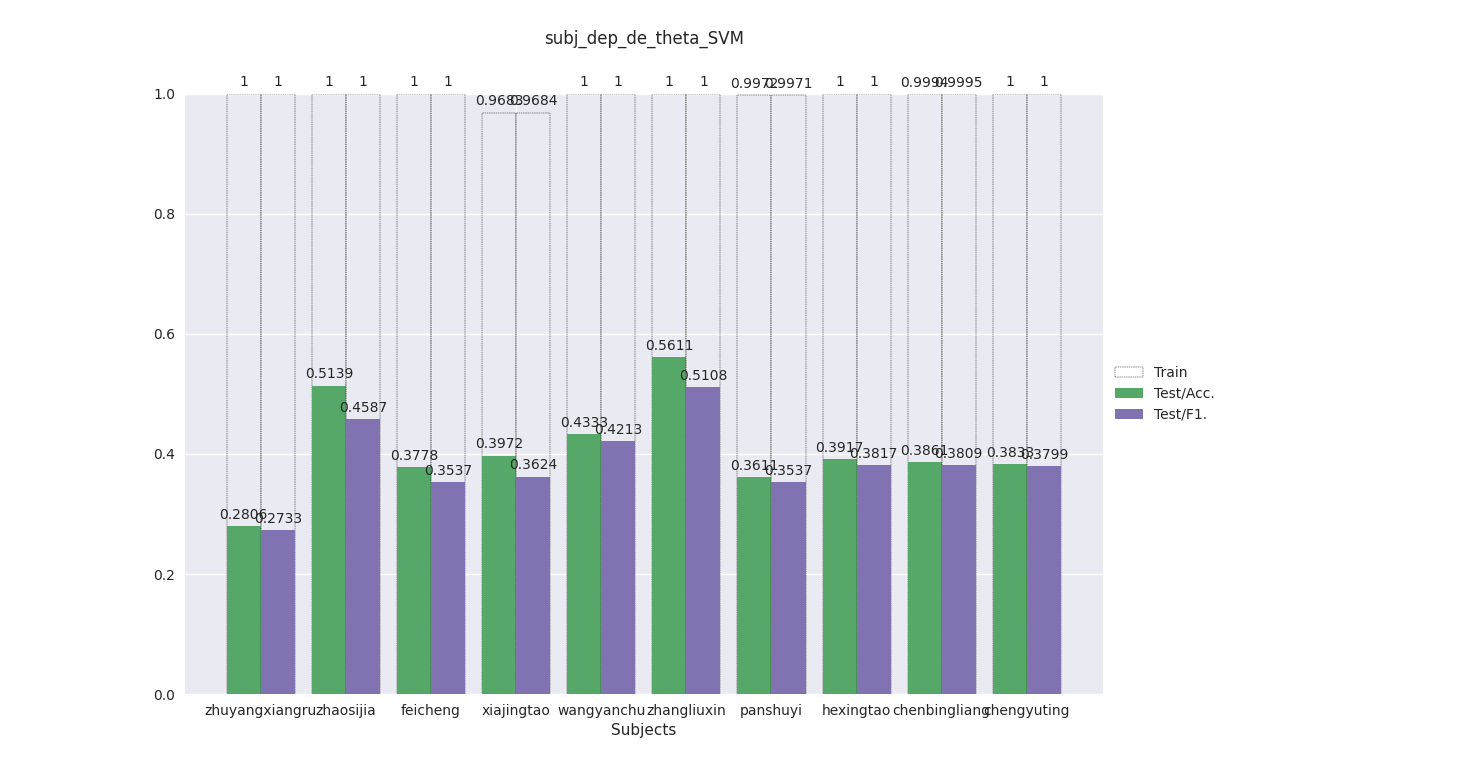 subj_dep_de_theta_SVM
1 1 1 1 1 1 0.9683 0.9684 1 1 1 1 0.9972 0.9971 1 1 0.9994 0.9995 1 1
1.0
0.8
0.6
0.4
0.2
0.0
0.2806 0.2733 0.5139 0.4587 0.3778 0.3537 0.3972 0.3624 0.4333 0.4213 0.5611 0.5108 0.3611 0.3537 0.3917 0.3817 0.3861 0.3809 0.3833 0.3799
zhuyangxiangru zhaosijia feicheng xiajingtao wangyanchu zhangliuxin panshuyi hexingtao chenbingliang chengyuting
Subjects
Train
Test/Acc.
Test/F1.